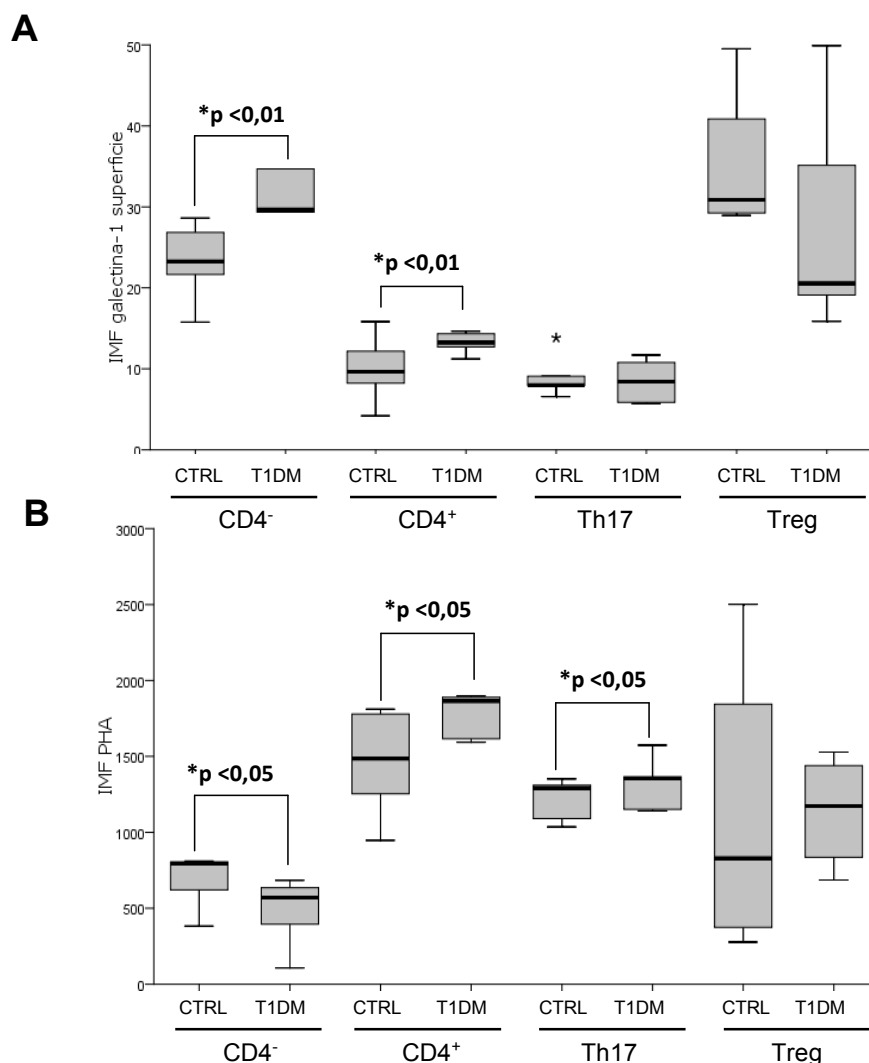 A
50
40
30
20
10
0
IMF galectina-1 superficie
*p <0,01
*p <0,01
*
CTRL T1DM CTRL T1DM CTRL T1DM CTRL T1DM
CD4⁻ CD4⁺ Th17 Treg
B
3000
2500
2000
1500
1000
500
0
IMF PHA
*p <0,05
*p <0,05
*p <0,05
CTRL T1DM CTRL T1DM CTRL T1DM CTRL T1DM
CD4⁻ CD4⁺ Th17 Treg